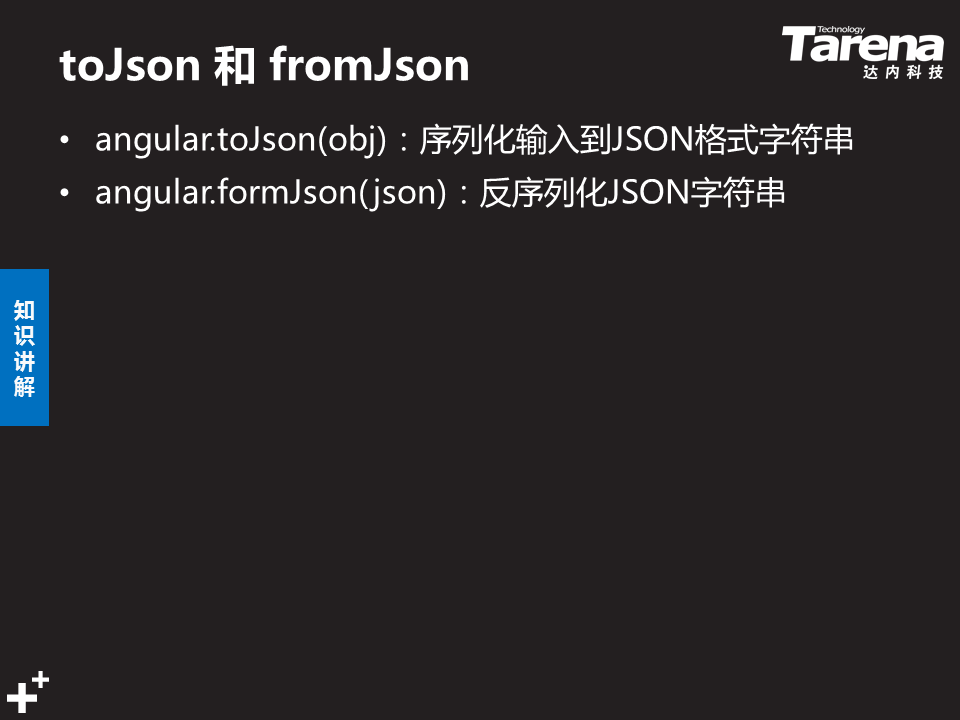 toJson 和 fromJson
Technology
Tarena
达内科技
• angular.toJson(obj)：序列化输入到JSON格式字符串
• angular.formJson(json)：反序列化JSON字符串
知
识
讲
解